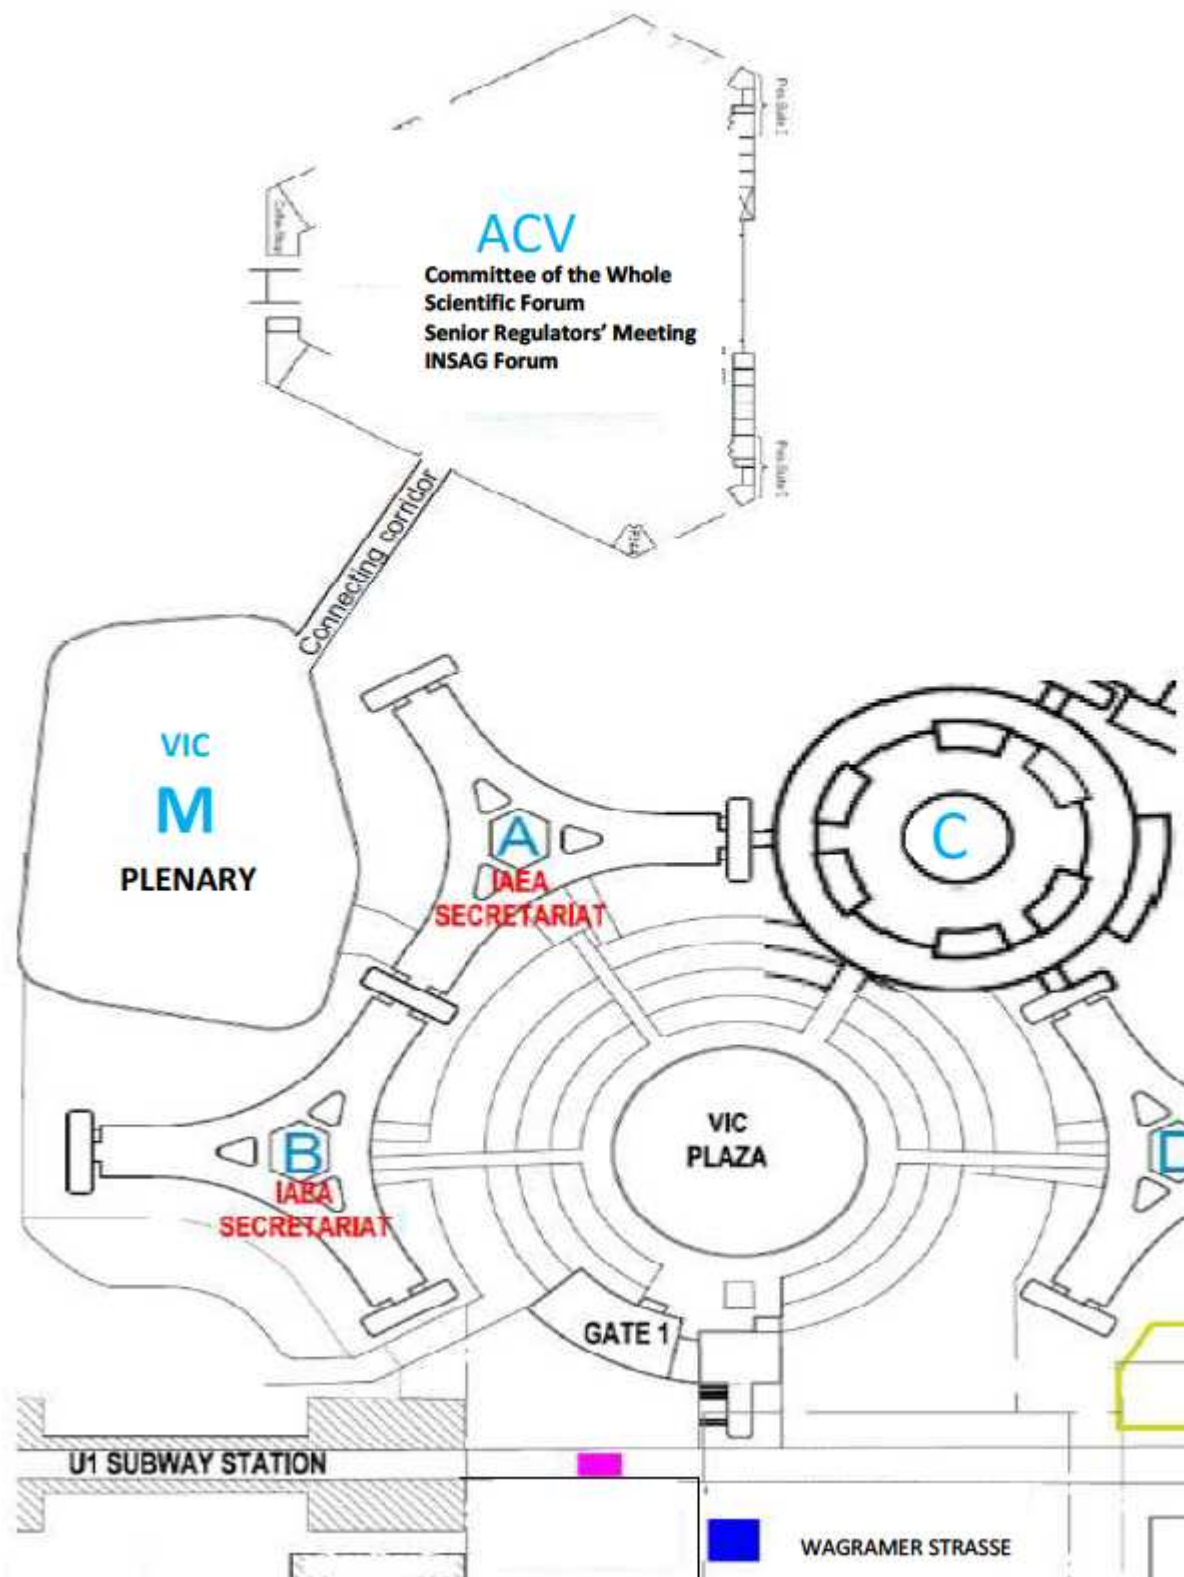 ACV
Committee of the Whole
Scientific Forum
Senior Regulators' Meeting
INSAG Forum
Connecting corridor
VIC
M
PLENARY
A
IAEA
SECRETARIAT
C
VIC
PLAZA
B
IAEA
SECRETARIAT
D
GATE 1
U1 SUBWAY STATION
WAGRAMER STRASSE